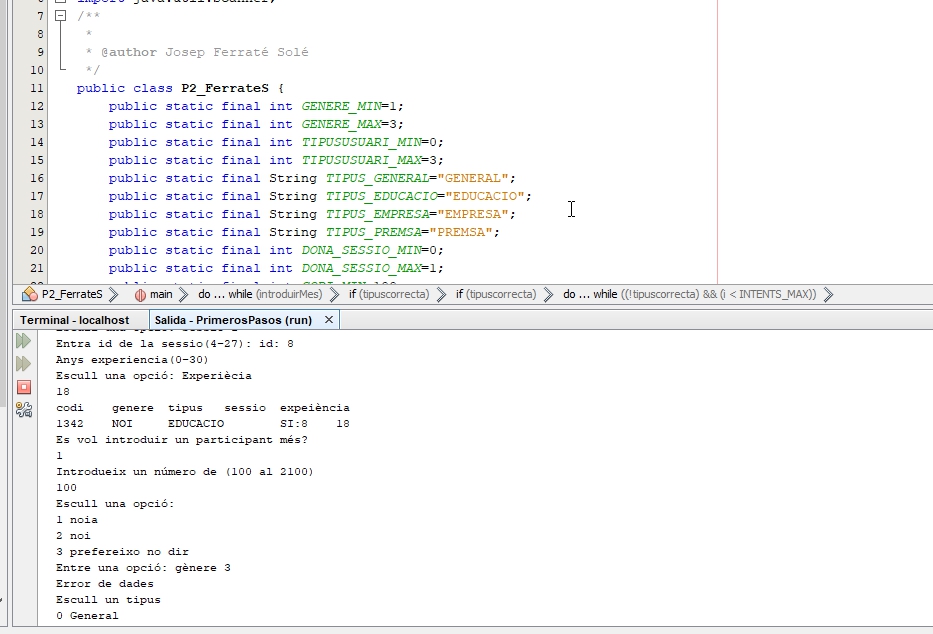 7 /**
8 *
9 * @author Josep Ferraté Solé
10 */
11 public class P2_FerrateS {
12 public static final int GENERE_MIN=1;
13 public static final int GENERE_MAX=3;
14 public static final int TIPUSUSUARI_MIN=0;
15 public static final int TIPUSUSUARI_MAX=3;
16 public static final String TIPUS_GENERAL="GENERAL";
17 public static final String TIPUS_EDUCACIO="EDUCACIO";
18 public static final String TIPUS_EMPRESA="EMPRESA";
19 public static final String TIPUS_PREMSA="PREMSA";
20 public static final int DONA_SESSIO_MIN=0;
21 public static final int DONA_SESSIO_MAX=1;
P2_FerrateS main do ... while (introduirMes) if (tipuscorrecta) if (tipuscorrecta) do ... while ((!tipuscorrecta) && (i < INTENTS_MAX))
Terminal - localhost Salida - PrimerosPasos (run) ×
Entra id de la sessio(4-27): id: 8
Anys experiencia(0-30)
Escull una opció: Experiècia
18
codi genere tipus sessio expeiència
1342 NOI EDUCACIO SI:8 18
Es vol introduir un participant més?
1
Introdueix un número de (100 al 2100)
100
Escull una opció:
1 noia
2 noi
3 prefereixo no dir
Entre una opció: gènere 3
Error de dades
Escull un tipus
0 General